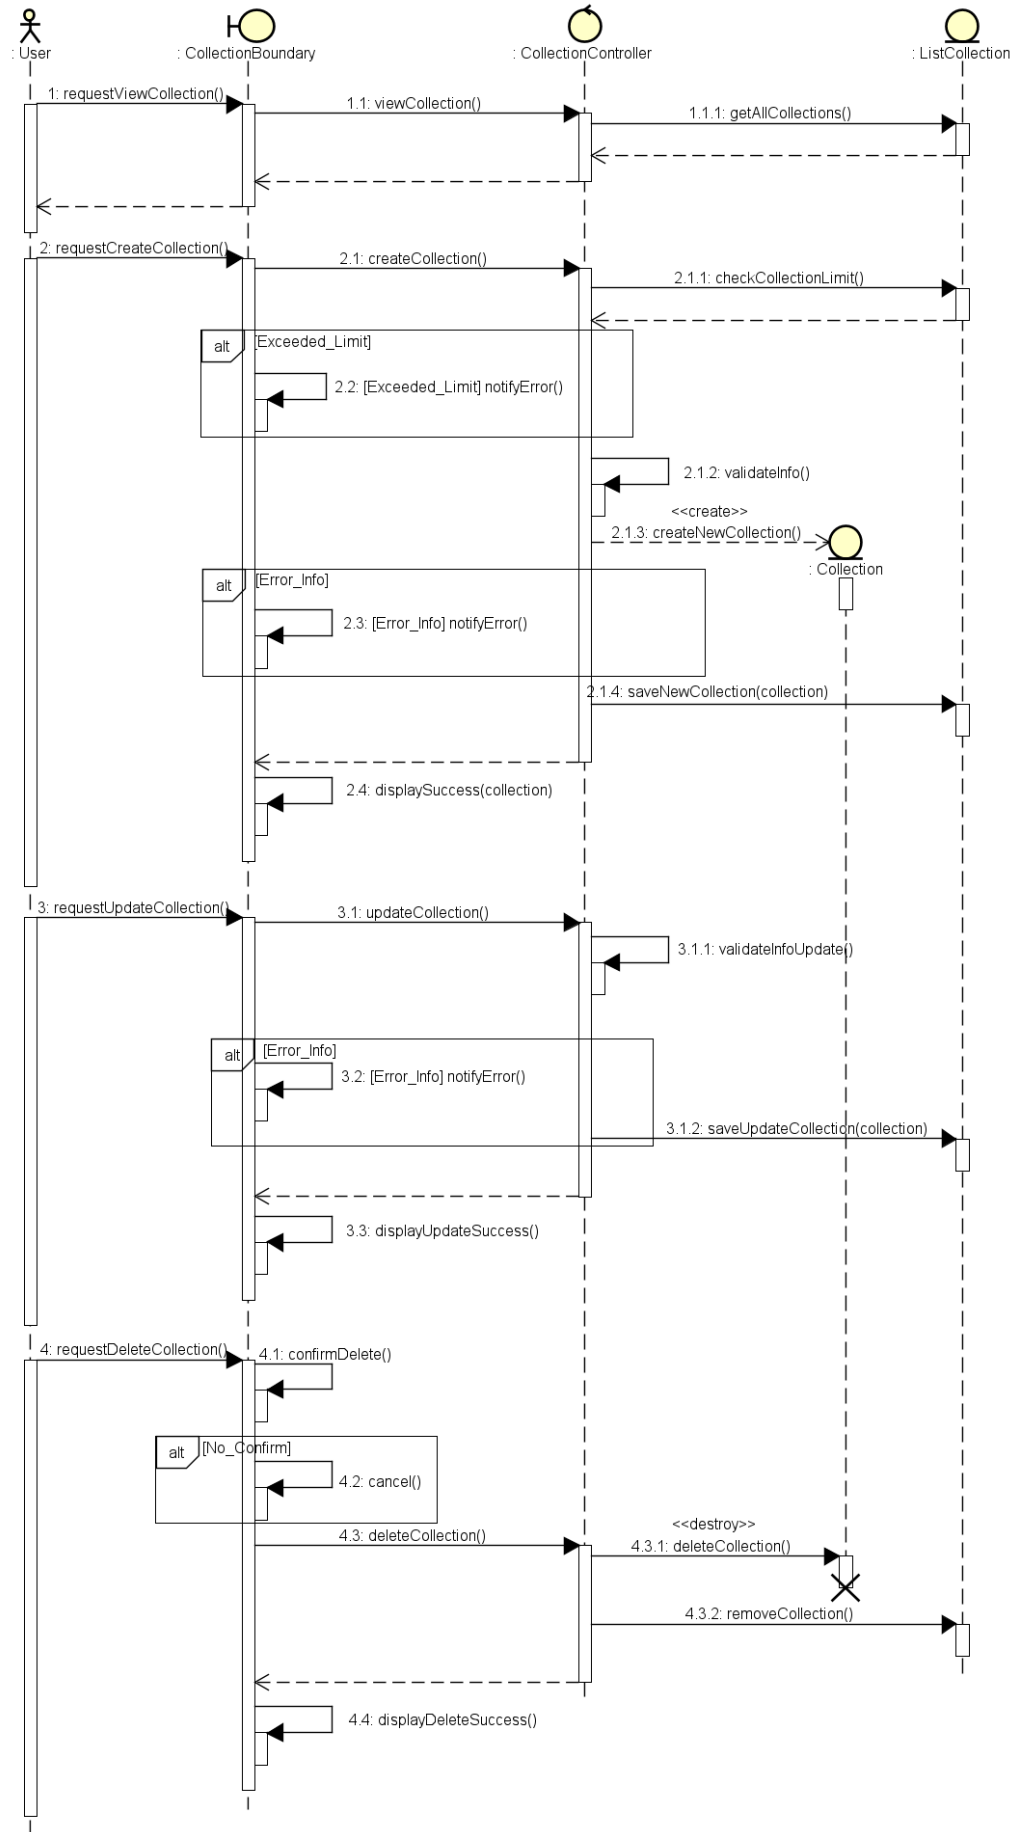 : User
: CollectionBoundary
: CollectionController
: ListCollection
1: requestViewCollection()
1.1: viewCollection()
1.1.1: getAllCollections()
2: requestCreateCollection()
2.1: createCollection()
2.1.1: checkCollectionLimit()
alt
[Exceeded_Limit]
2.2: [Exceeded_Limit] notifyError()
2.1.2: validateInfo()
<<create>>
2.1.3: createNewCollection()
: Collection
alt
[Error_Info]
2.3: [Error_Info] notifyError()
2.1.4: saveNewCollection(collection)
2.4: displaySuccess(collection)
3: requestUpdateCollection()
3.1: updateCollection()
3.1.1: validateInfoUpdate()
alt
[Error_Info]
3.2: [Error_Info] notifyError()
3.1.2: saveUpdateCollection(collection)
3.3: displayUpdateSuccess()
4: requestDeleteCollection()
4.1: confirmDelete()
alt
[No_Confirm]
4.2: cancel()
4.3: deleteCollection()
<<destroy>>
4.3.1: deleteCollection()
4.3.2: removeCollection()
4.4: displayDeleteSuccess()